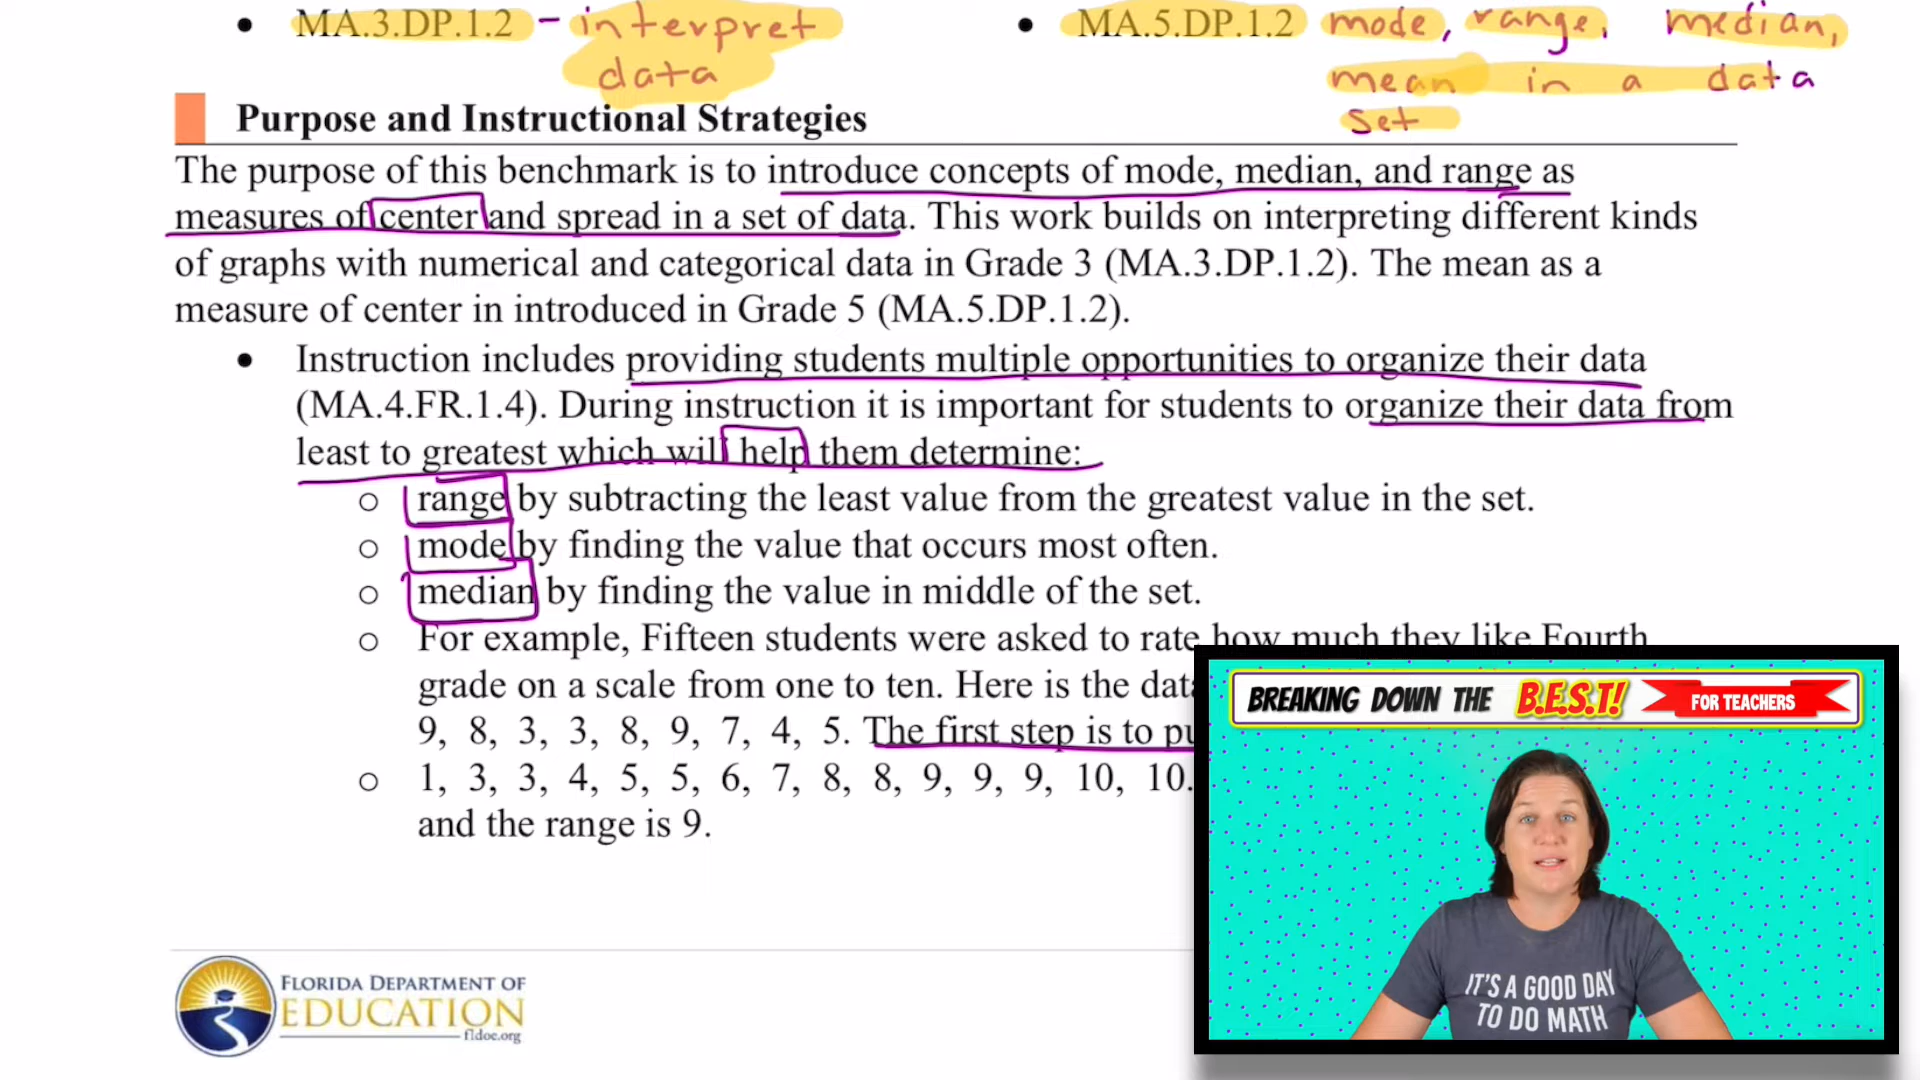 • MA.3.DP.1.2 – interpret
data
• MA.5.DP.1.2 mode, range, median,
mean in a data
set
Purpose and Instructional Strategies
The purpose of this benchmark is to introduce concepts of mode, median, and range as
measures of center and spread in a set of data. This work builds on interpreting different kinds
of graphs with numerical and categorical data in Grade 3 (MA.3.DP.1.2). The mean as a
measure of center in introduced in Grade 5 (MA.5.DP.1.2).
• Instruction includes providing students multiple opportunities to organize their data
(MA.4.FR.1.4). During instruction it is important for students to organize their data from
least to greatest which will help them determine:
o range by subtracting the least value from the greatest value in the set.
o mode by finding the value that occurs most often.
o median by finding the value in middle of the set.
o For example, Fifteen students were asked to rate how much they like Fourth
grade on a scale from one to ten. Here is the
9, 8, 3, 3, 8, 9, 7, 4, 5. The first step is to
o 1, 3, 3, 4, 5, 5, 6, 7, 8, 8, 9, 9, 9, 10, 10.
and the range is 9.
BREAKING DOWN THE B.E.S.T! FOR TEACHERS
IT'S A GOOD DAY
TO DO MATH
FLORIDA DEPARTMENT OF
EDUCATION
fldoe.org